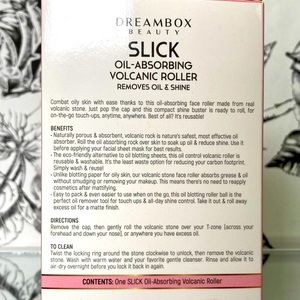 DREAMBOX
BEAUTY
SLICK
OIL-ABSORBING
VOLCANIC ROLLER
REMOVES OIL & SHINE
Combat oily skin with ease thanks to this oil-absorbing face roller made from real
volcanic stone. Just pop the cap and this compact shine buster is ready to roll, for
on-the-go touch-ups, anytime, anywhere. Best of all? It's reusable!
BENEFITS
• Naturally porous & absorbent, volcanic rock is nature's safest, most effective oil
absorber. Roll the oil absorbing rock over skin to soak up oil & reduce shine. Use it
before applying your facial sheet mask for best results.
• The eco-friendly alternative to oil blotting sheets, this oil control volcanic roller is
reusable & washable. It's the least waste option for reducing your carbon footprint.
Simply wash & reuse!
• Unlike blotting paper for oily skin, our volcanic stone face roller absorbs grease & oil
without smudging or removing makeup. This means there's no need to reapply
cosmetics after mattifying.
• Easy to pack & even easier to use when on the go, this oil blotting roller ball is the
perfect oil remover tool for touch ups & all-day shine control. Take it out & roll away
excess oil for a matte finish.
DIRECTIONS
Remove the cap, then gently roll the volcanic stone over your T-zone (across your
forehead and down your nose), or anywhere you have excess oil.
TO CLEAN
Twist the locking ring around the stone clockwise to unlock, then remove the volcanic
stone. Wash with warm water and your favorite gentle cleanser. Rinse and allow it to
air-dry overnight before you lock it back in again.
CONTENTS: One SLICK Oil-Absorbing Volcanic Roller